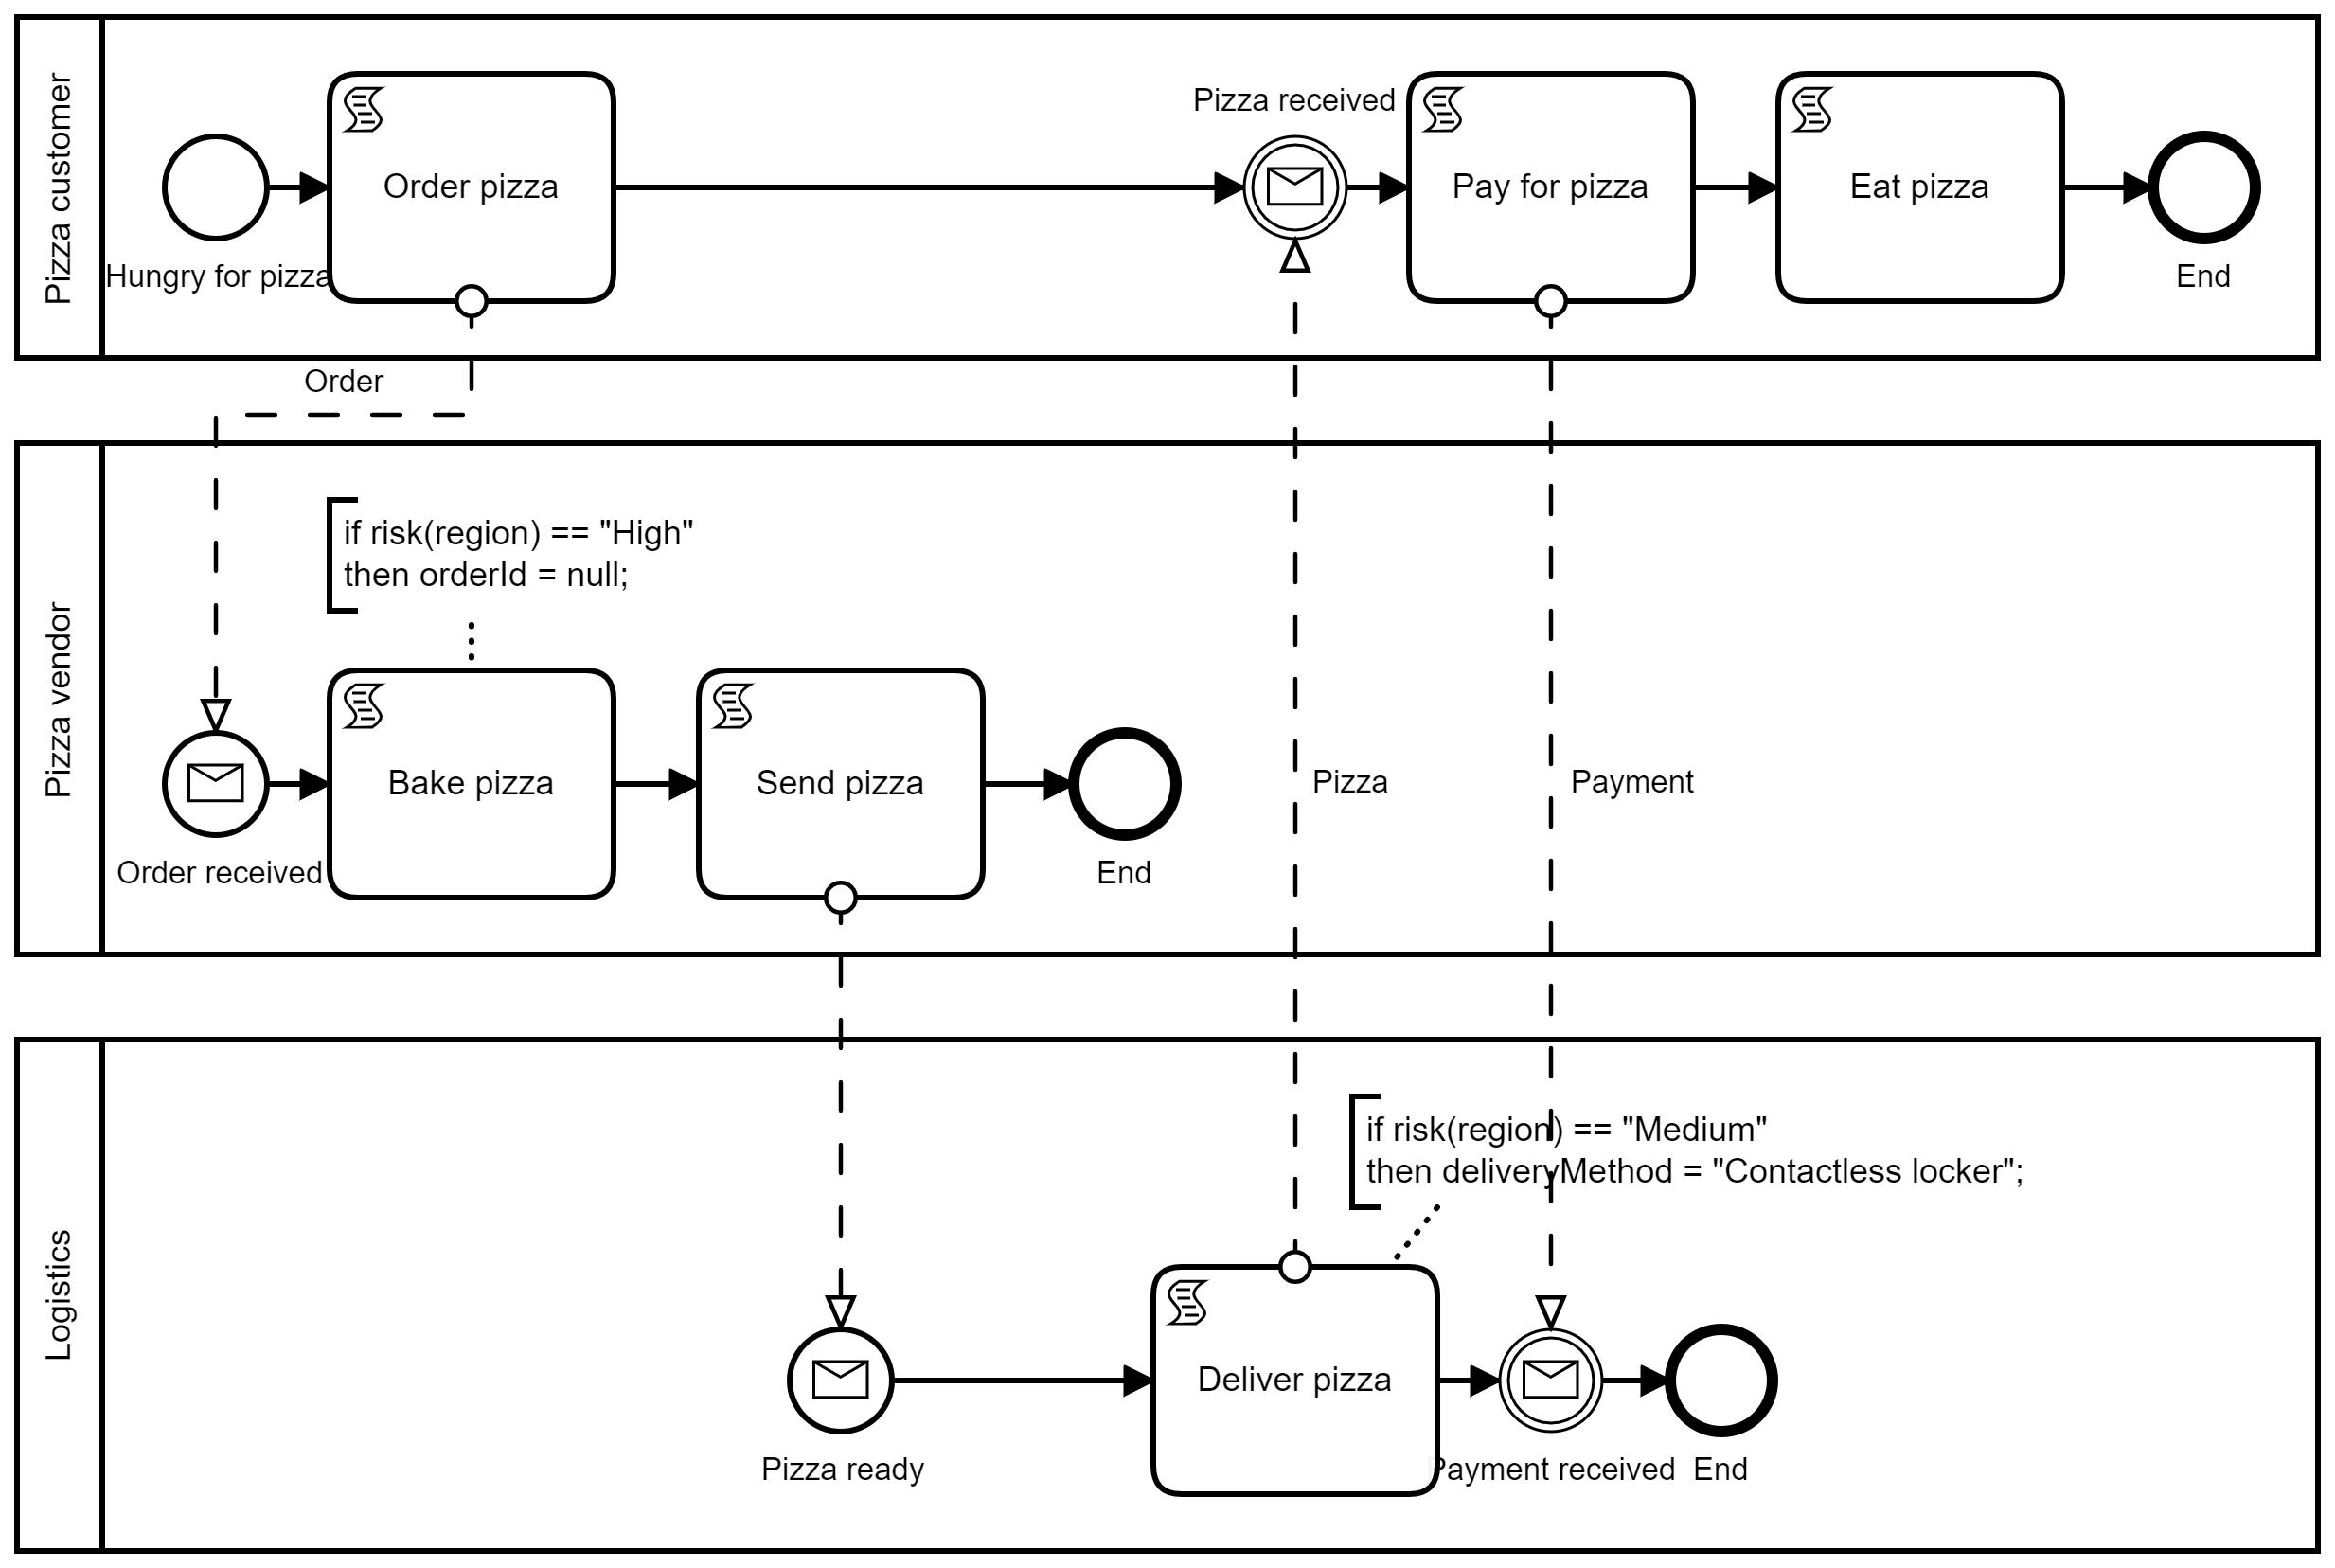 Pizza customer
Hungry for pizza
Order pizza
Pizza received
Pay for pizza
Eat pizza
End
Order
Pizza vendor
if risk(region) == "High"
then orderId = null;
Order received
Bake pizza
Send pizza
End
Pizza
Payment
Logistics
if risk(region) == "Medium"
then deliveryMethod = "Contactless locker";
Pizza ready
Deliver pizza
Payment received
End